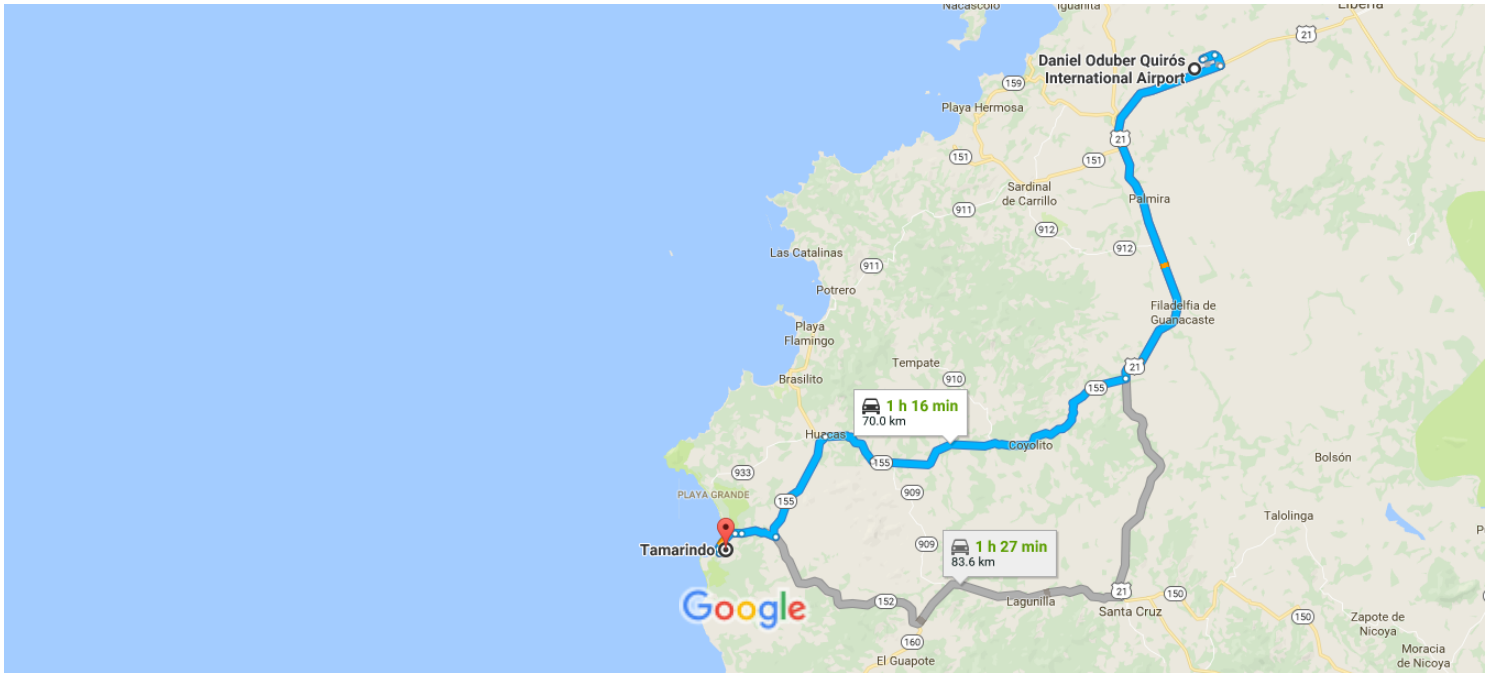 Nacascolo
Iguanita
Liberia
21
Daniel Oduber Quirós
International Airport
159
Playa Hermosa
21
151
151
Sardinal
de Carrillo
Palmira
911
912
912
Las Catalinas
911
Potrero
Filadelfia de
Guanacaste
Playa
Flamingo
Tempate
21
Brasilito
910
155
1 h 16 min
70.0 km
Huacas
Coyolito
155
Bolsón
933
909
PLAYA GRANDE
155
Talolinga
Tamarindo
909
1 h 27 min
83.6 km
21
150
152
Lagunilla
Santa Cruz
Google
150
Zapote de
Nicoya
160
Moracia
de Nicoya
El Guapote